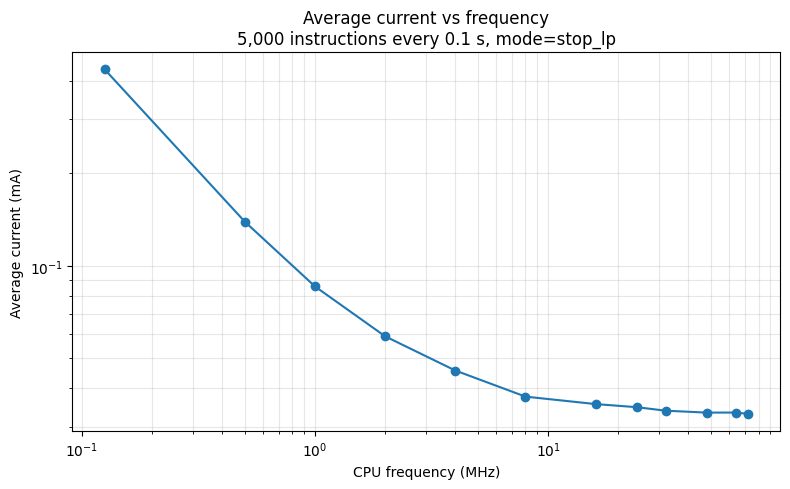 Average current vs frequency
5,000 instructions every 0.1 s, mode=stop_lp
Average current (mA)
10⁻¹
10⁻¹
10⁰
10¹
CPU frequency (MHz)